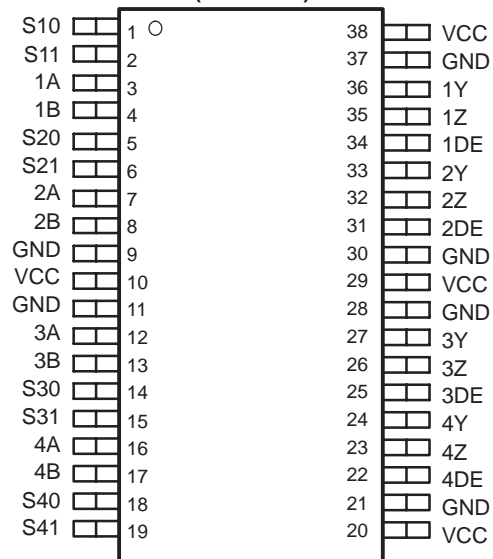 S10 1 38 VCC
S11 2 37 GND
1A 3 36 1Y
1B 4 35 1Z
S20 5 34 1DE
S21 6 33 2Y
2A 7 32 2Z
2B 8 31 2DE
GND 9 30 GND
VCC 10 29 VCC
GND 11 28 GND
3A 12 27 3Y
3B 13 26 3Z
S30 14 25 3DE
S31 15 24 4Y
4A 16 23 4Z
4B 17 22 4DE
S40 18 21 GND
S41 19 20 VCC